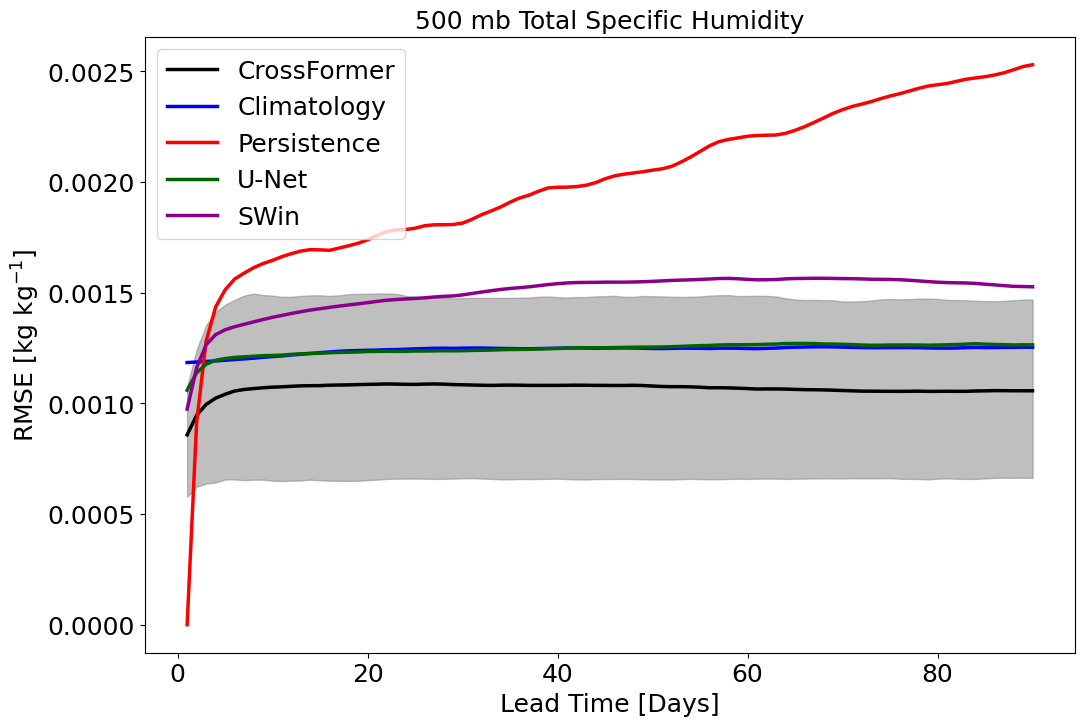 500 mb Total Specific Humidity
CrossFormer
Climatology
Persistence
U-Net
SWin
RMSE [kg kg⁻¹]
0.0025
0.0020
0.0015
0.0010
0.0005
0.0000
0 20 40 60 80
Lead Time [Days]